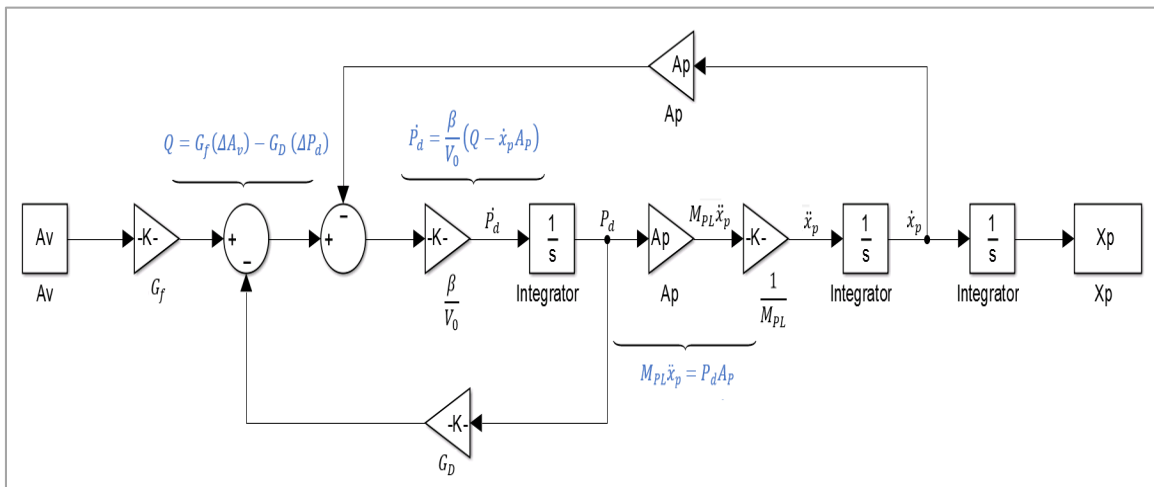 Ap
Ap
Q = G_f(ΔA_v) − G_D (ΔP_d)
Ṗ_d = β/V_0 (Q − ẋ_p A_P)
Av
Av
-K-
G_f
+
−
+
−
-K-
β/V_0
Ṗ_d
1/s
Integrator
P_d
Ap
Ap
M_PL ẍ_p
-K-
1/M_PL
ẍ_p
1/s
Integrator
ẋ_p
1/s
Integrator
Xp
Xp
M_PL ẍ_p = P_d A_P
-K-
G_D